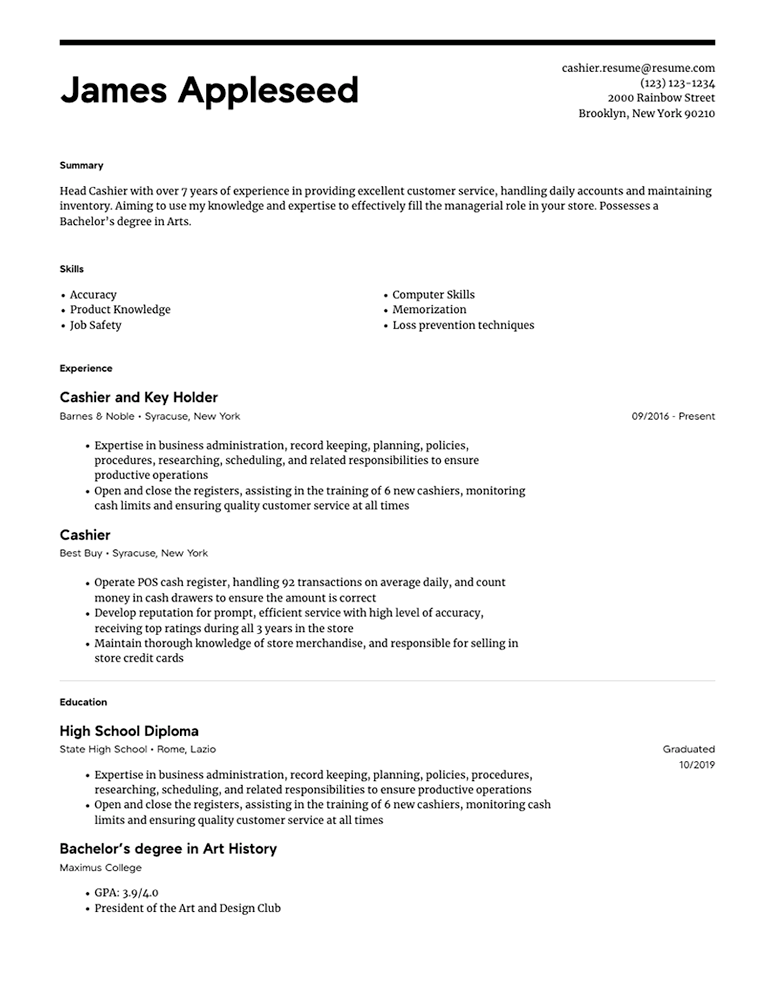 James Appleseed
cashier.resume@resume.com
(123) 123-1234
2000 Rainbow Street
Brooklyn, New York 90210
Summary
Head Cashier with over 7 years of experience in providing excellent customer service, handling daily accounts and maintaining
inventory. Aiming to use my knowledge and expertise to effectively fill the managerial role in your store. Possesses a
Bachelor's degree in Arts.
Skills
• Accuracy
• Product Knowledge
• Job Safety
• Computer Skills
• Memorization
• Loss prevention techniques
Experience
Cashier and Key Holder
Barnes & Noble • Syracuse, New York
09/2016 - Present
• Expertise in business administration, record keeping, planning, policies,
procedures, researching, scheduling, and related responsibilities to ensure
productive operations
• Open and close the registers, assisting in the training of 6 new cashiers, monitoring
cash limits and ensuring quality customer service at all times
Cashier
Best Buy • Syracuse, New York
• Operate POS cash register, handling 92 transactions on average daily, and count
money in cash drawers to ensure the amount is correct
• Develop reputation for prompt, efficient service with high level of accuracy,
receiving top ratings during all 3 years in the store
• Maintain thorough knowledge of store merchandise, and responsible for selling in
store credit cards
Education
High School Diploma
State High School • Rome, Lazio
Graduated
10/2019
• Expertise in business administration, record keeping, planning, policies, procedures,
researching, scheduling, and related responsibilities to ensure productive operations
• Open and close the registers, assisting in the training of 6 new cashiers, monitoring cash
limits and ensuring quality customer service at all times
Bachelor's degree in Art History
Maximus College
• GPA: 3.9/4.0
• President of the Art and Design Club